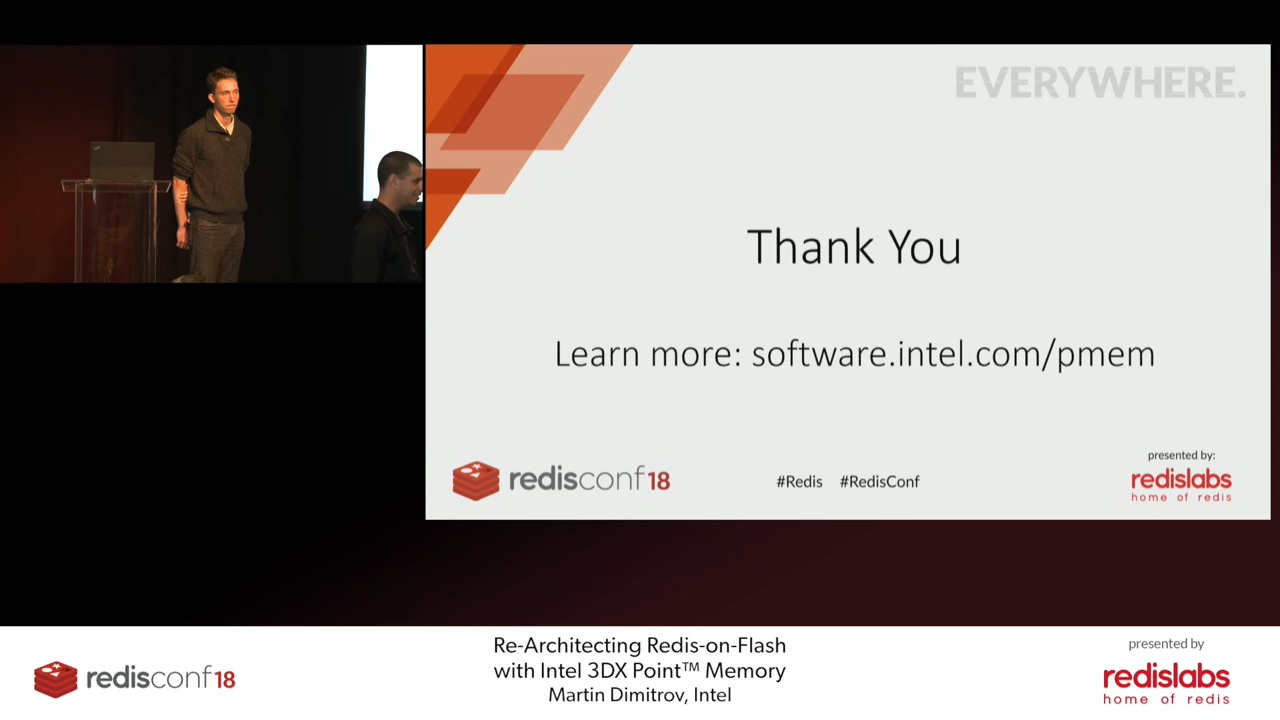 EVERYWHERE.
Thank You
Learn more: software.intel.com/pmem
redisconf18
#Redis #RedisConf
presented by:
redislabs
home of redis
redisconf18
Re-Architecting Redis-on-Flash
with Intel 3DX Point™ Memory
Martin Dimitrov, Intel
presented by
redislabs
home of redis